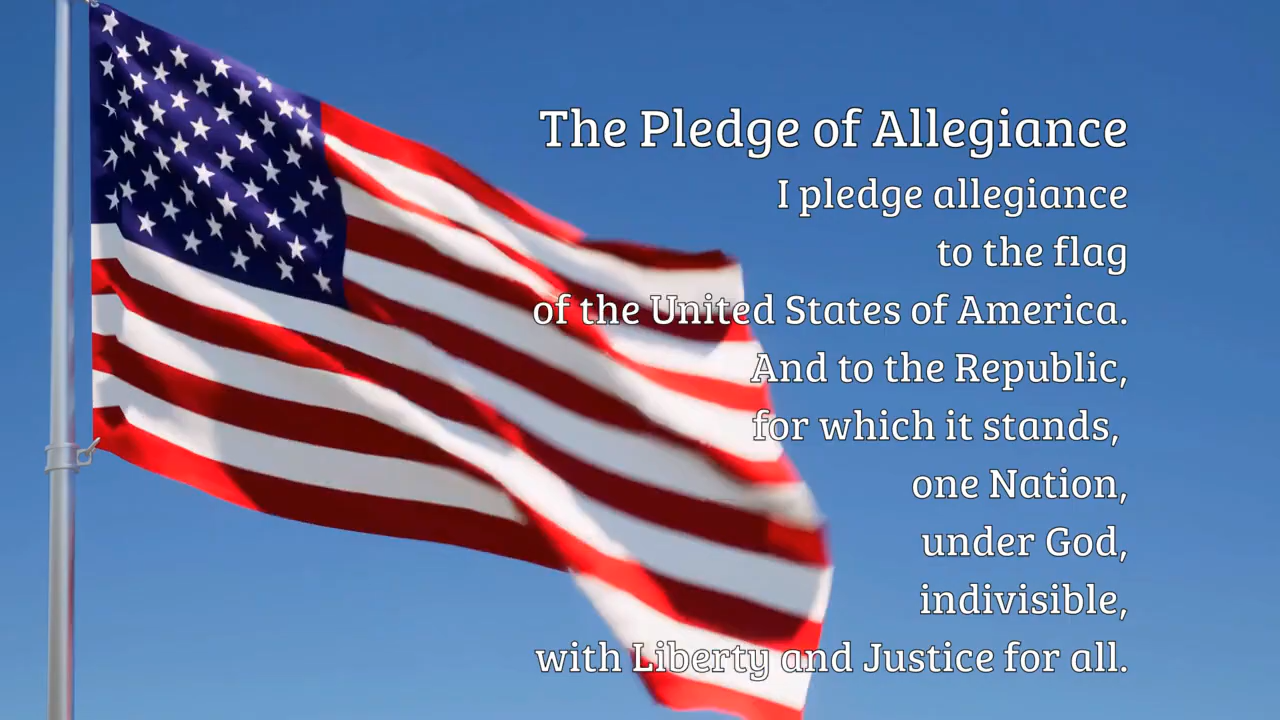 The Pledge of Allegiance
I pledge allegiance
to the flag
of the United States of America.
And to the Republic,
for which it stands,
one Nation,
under God,
indivisible,
with Liberty and Justice for all.